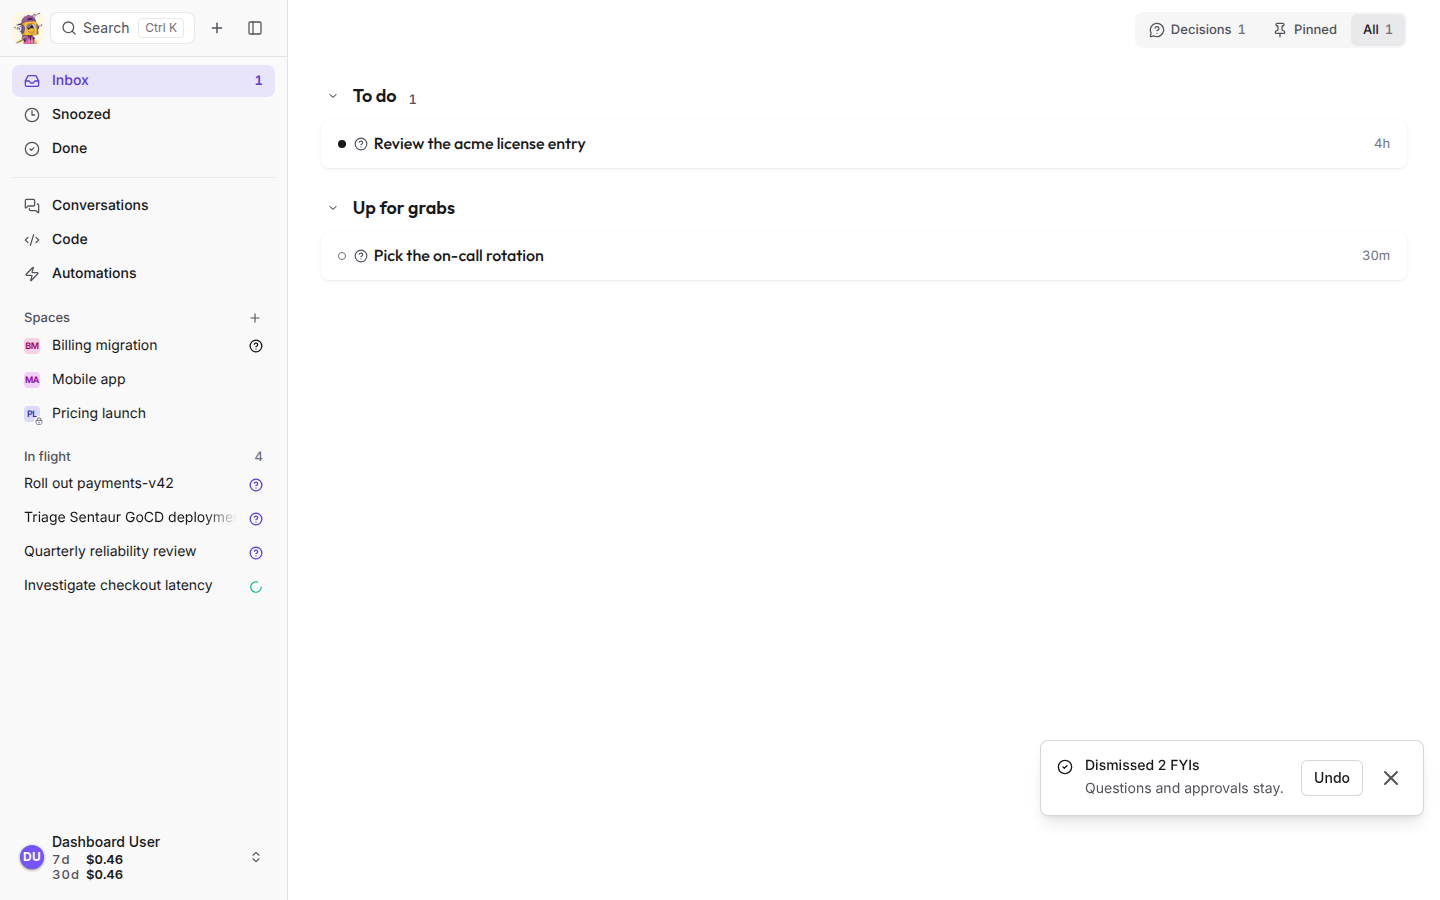 Search Ctrl K
Inbox 1
Snoozed
Done
Conversations
Code
Automations
Spaces
BM Billing migration
MA Mobile app
PL Pricing launch
In flight 4
Roll out payments-v42
Triage Sentaur GoCD deployme
Quarterly reliability review
Investigate checkout latency
DU Dashboard User
7d $0.46
30d $0.46
Decisions 1 Pinned All 1
To do 1
Review the acme license entry 4h
Up for grabs
Pick the on-call rotation 30m
Dismissed 2 FYIs
Questions and approvals stay.
Undo